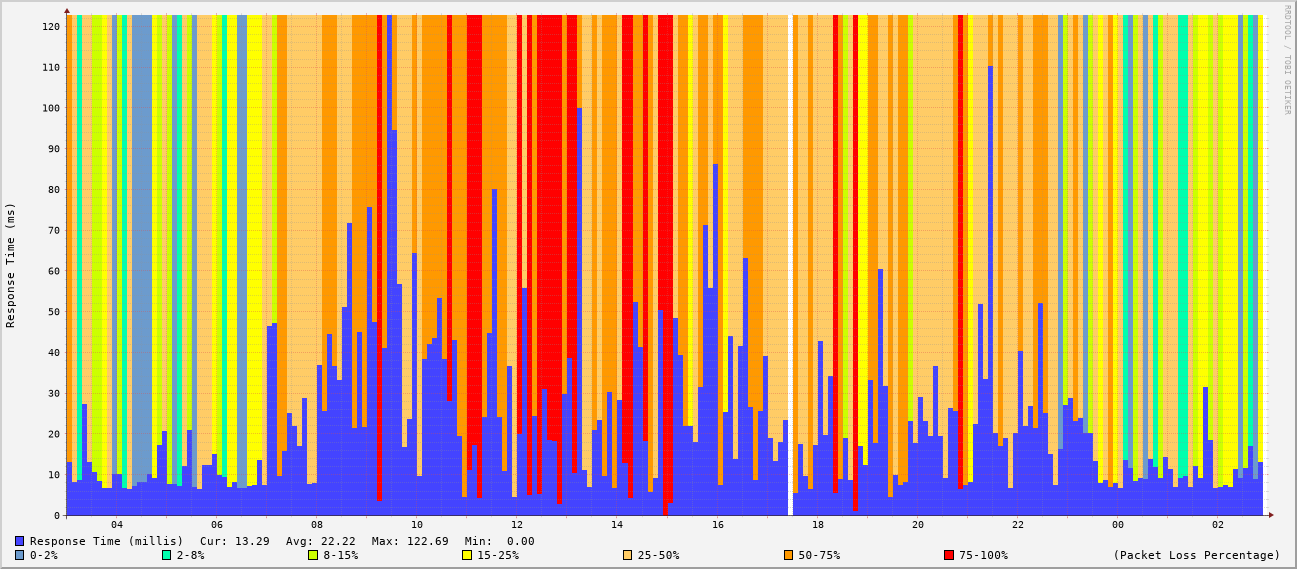 RRDTOOL / TOBI OETIKER
Response Time (ms)
120
110
100
90
80
70
60
50
40
30
20
10
0
04 06 08 10 12 14 16 18 20 22 00 02
Response Time (millis) Cur: 13.29 Avg: 22.22 Max: 122.69 Min: 0.00
0-2% 2-8% 8-15% 15-25% 25-50% 50-75% 75-100% (Packet Loss Percentage)